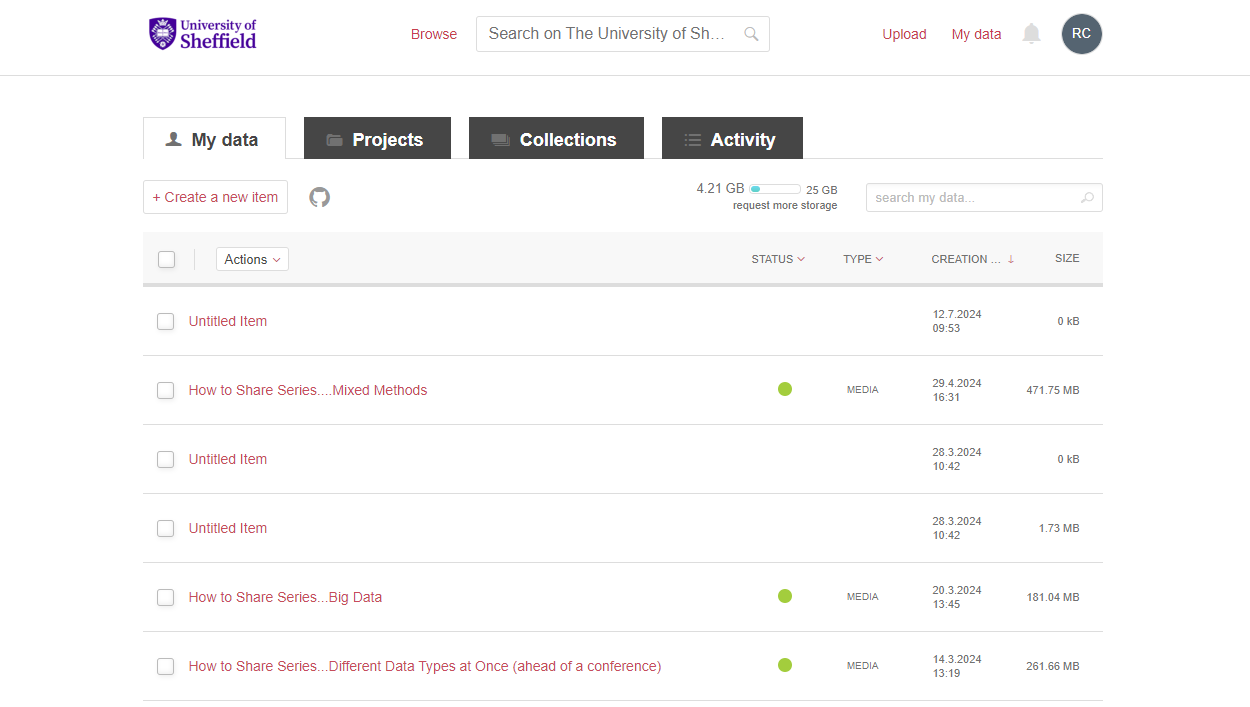 University of
Sheffield
Browse
Search on The University of Sh...
Upload
My data
RC
My data
Projects
Collections
Activity
+ Create a new item
4.21 GB
25 GB
request more storage
search my data...
Actions
STATUS
TYPE
CREATION ...
SIZE
Untitled Item
12.7.2024
09:53
0 kB
How to Share Series....Mixed Methods
MEDIA
29.4.2024
16:31
471.75 MB
Untitled Item
28.3.2024
10:42
0 kB
Untitled Item
28.3.2024
10:42
1.73 MB
How to Share Series...Big Data
MEDIA
20.3.2024
13:45
181.04 MB
How to Share Series...Different Data Types at Once (ahead of a conference)
MEDIA
14.3.2024
13:19
261.66 MB